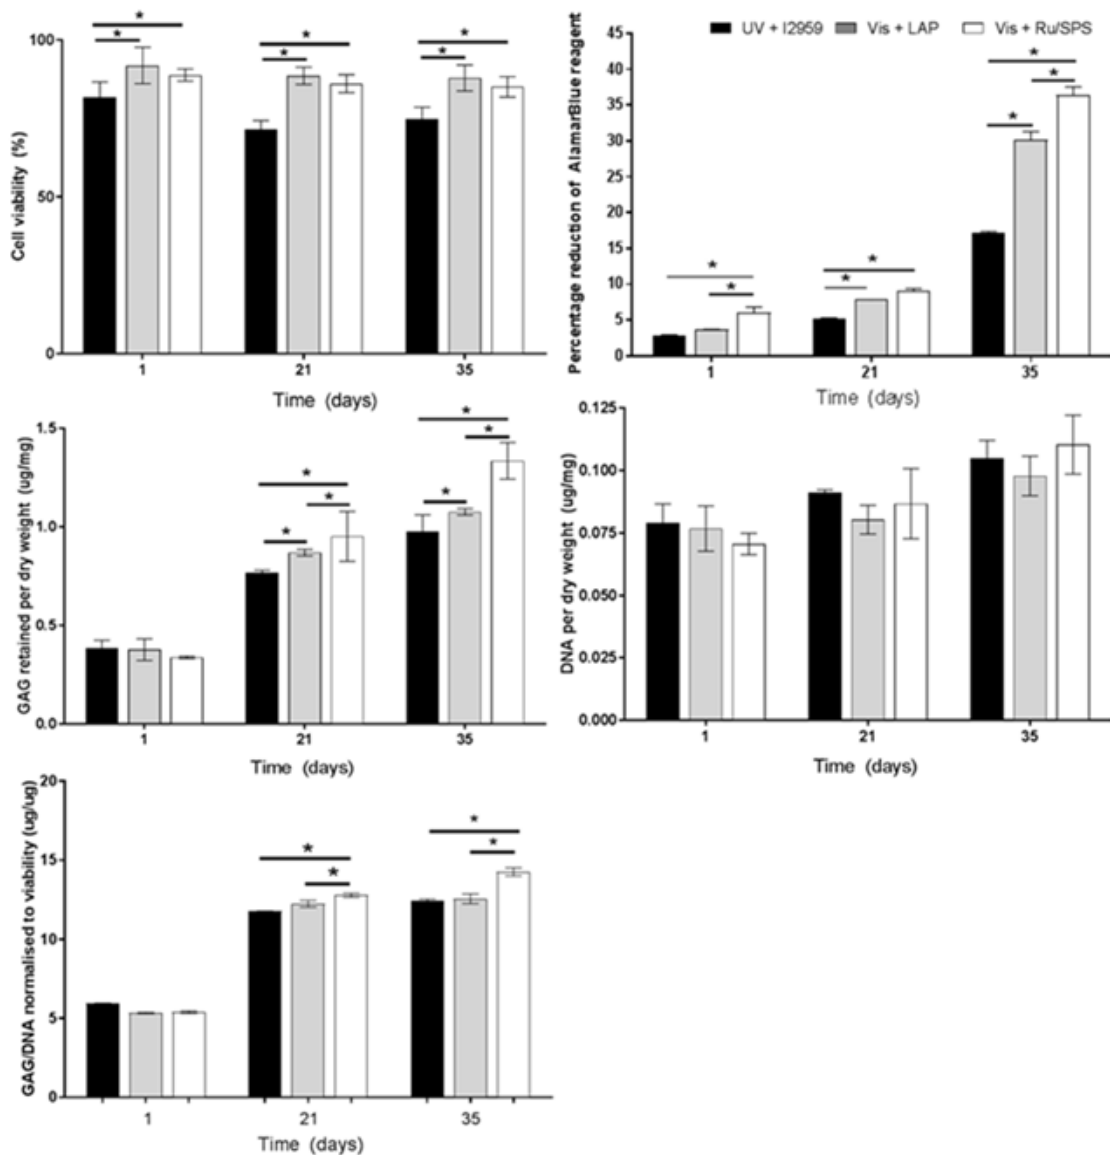 UV + I2959 Vis + LAP Vis + Ru/SPS
Cell viability (%)
100
50
0
* *
* *
* *
1 21 35
Time (days)
Percentage reduction of AlamarBlue reagent
45
40
35
30
25
20
15
10
5
0
* *
* *
* * *
1 21 35
Time (days)
GAG retained per dry weight (ug/mg)
1.5
1.0
0.5
0.0
* * *
* * *
1 21 35
Time (days)
DNA per dry weight (ug/mg)
0.125
0.100
0.075
0.050
0.025
0.000
1 21 35
Time (days)
GAG/DNA normalised to viability (ug/ug)
20
15
10
5
0
* *
* *
1 21 35
Time (days)